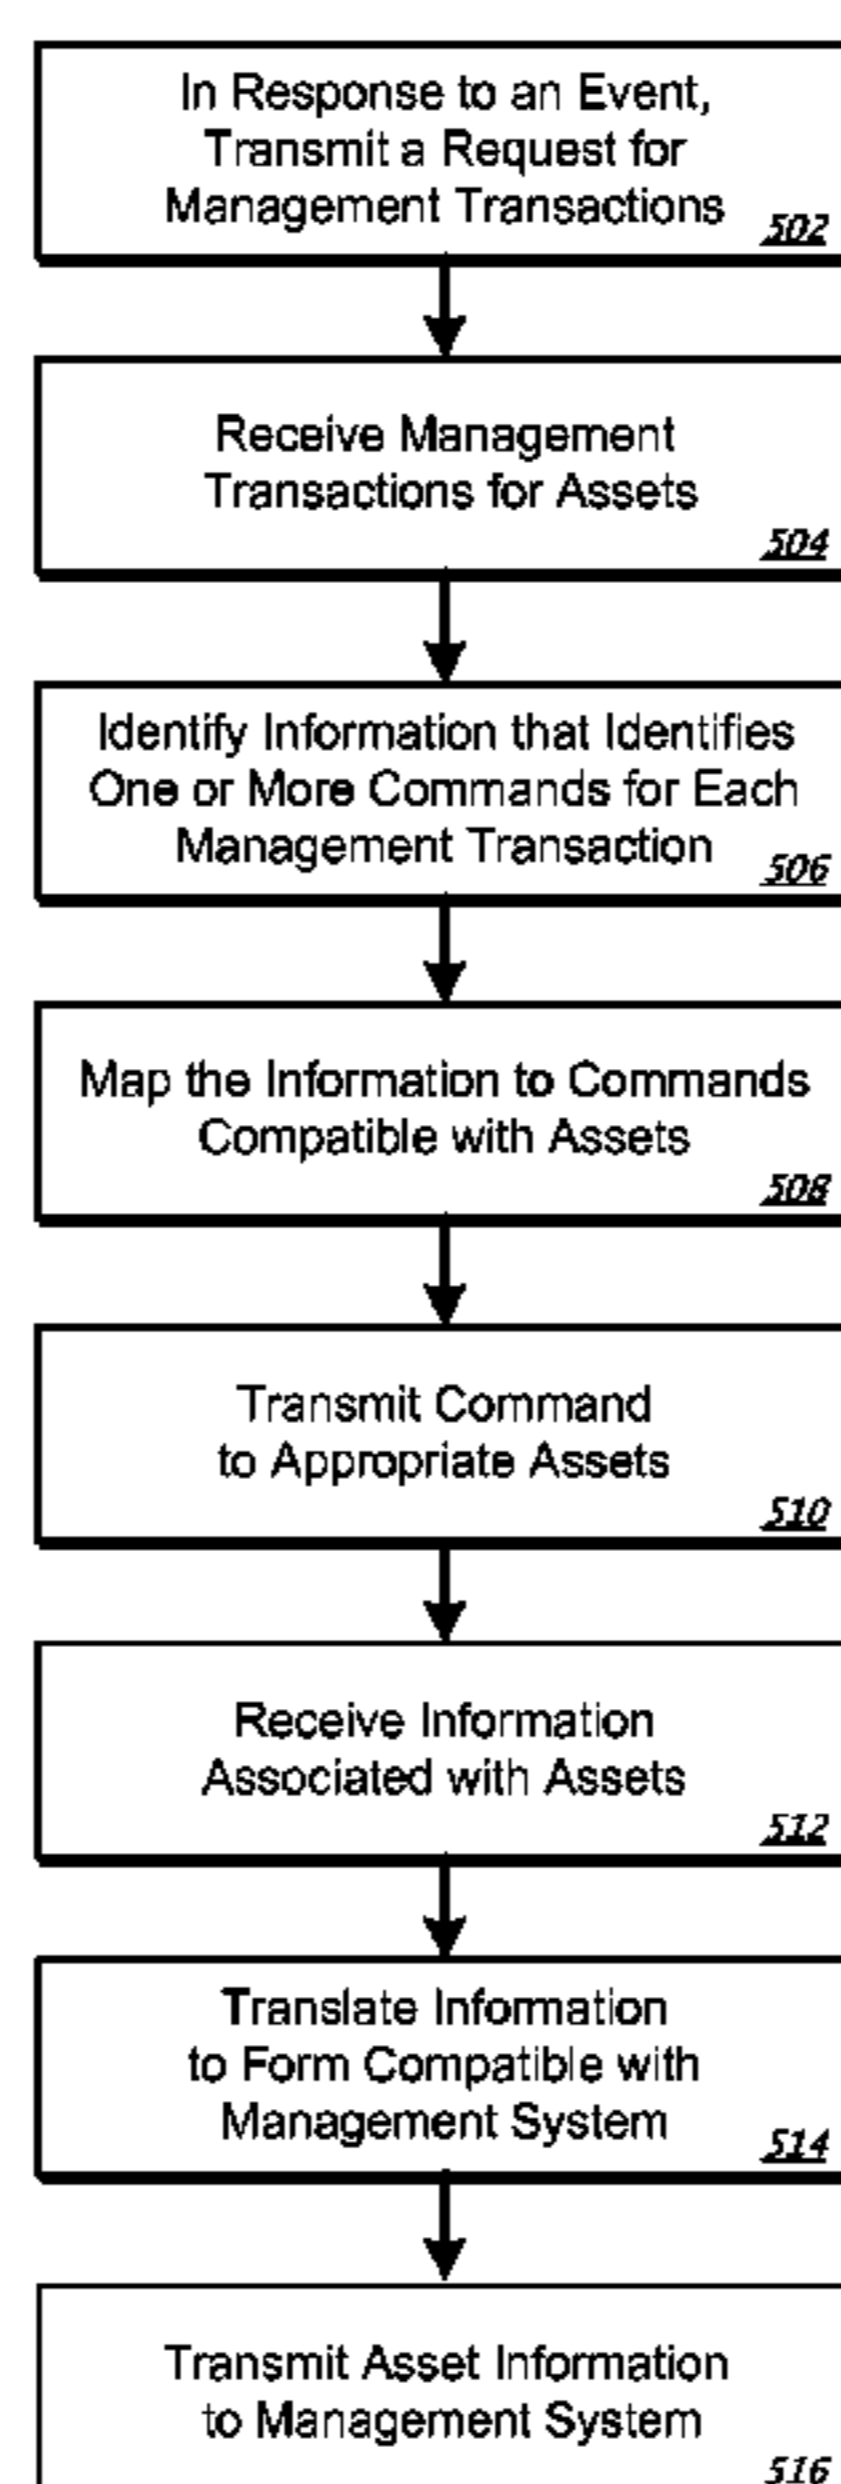 In Response to an Event,
Transmit a Request for
Management Transactions
502
Receive Management
Transactions for Assets
504
Identify Information that Identifies
One or More Commands for Each
Management Transaction
506
Map the Information to Commands
Compatible with Assets
508
Transmit Command
to Appropriate Assets
510
Receive Information
Associated with Assets
512
Translate Information
to Form Compatible with
Management System
514
Transmit Asset Information
to Management System
516